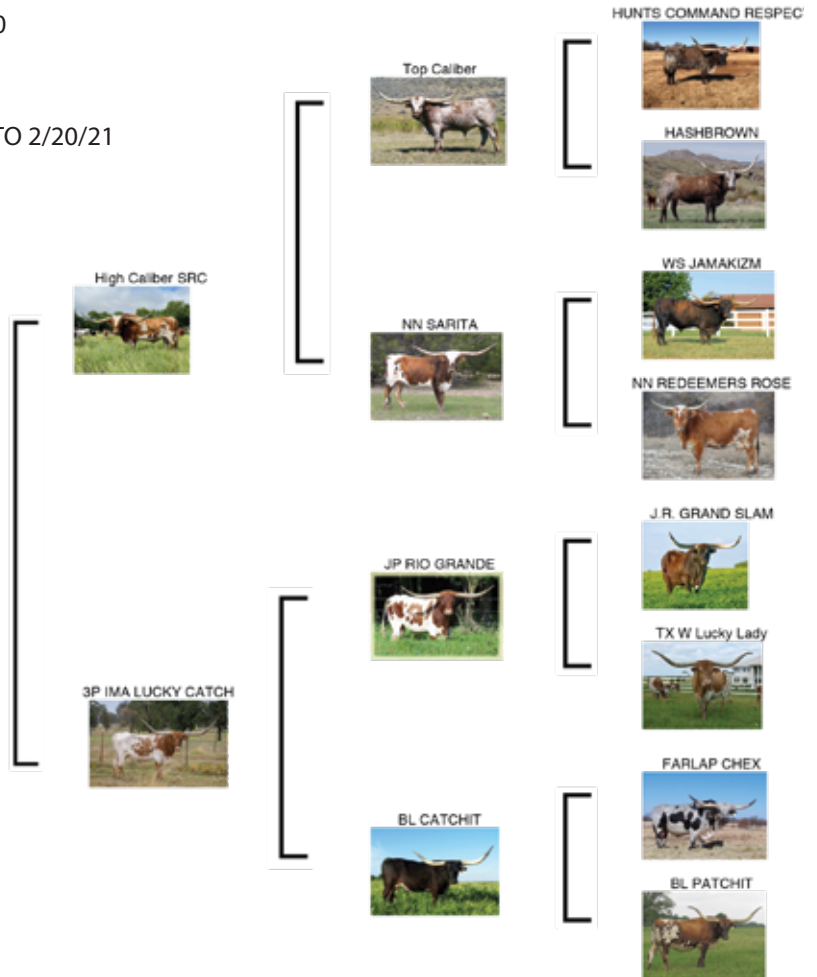 HUNTS COMMAND RESPEC
Top Caliber
TO 2/20/21
HASHBROWN
High Caliber SRC
WS JAMAKIZM
NN SARITA
NN REDEEMERS ROSE
J.R. GRAND SLAM
JP RIO GRANDE
TX W Lucky Lady
3P IMA LUCKY CATCH
FARLAP CHEX
BL CATCHIT
BL PATCHIT